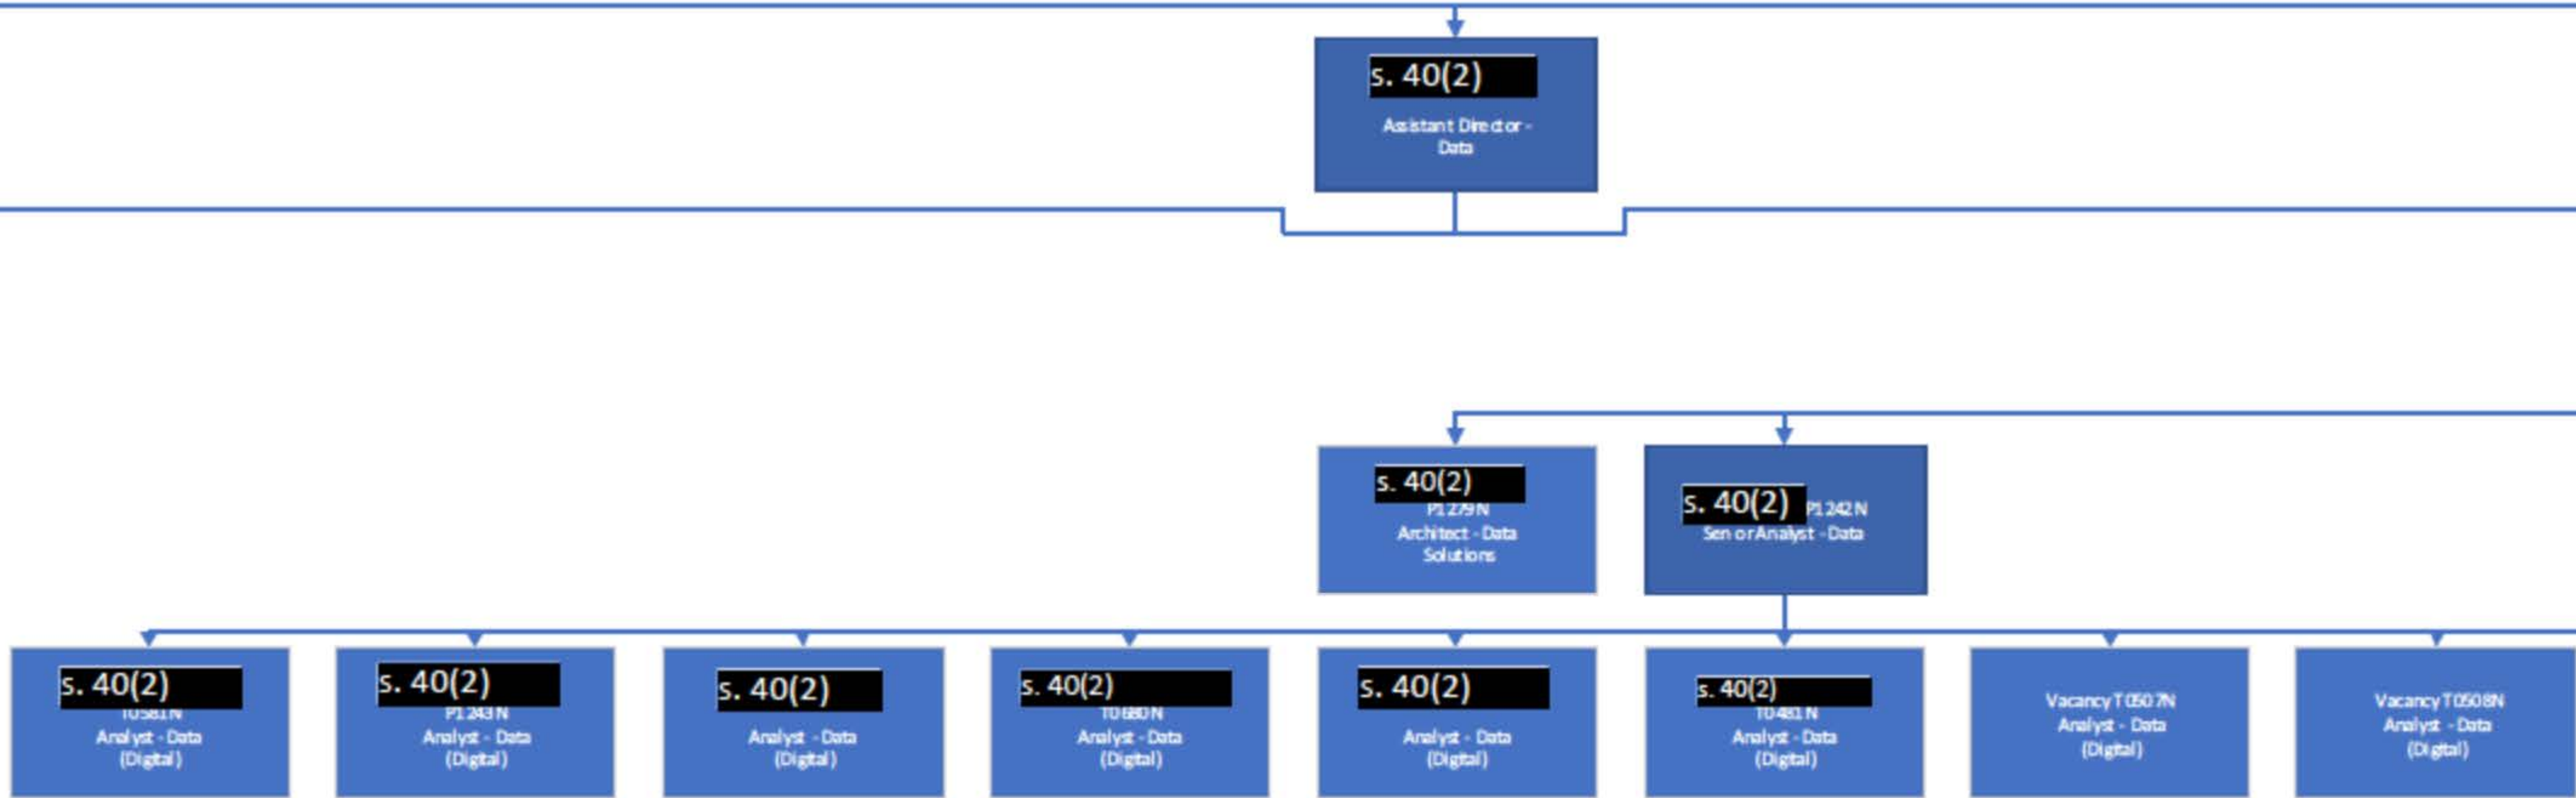 s. 40(2)
Assistant Director -
Data
s. 40(2)
P1279N
Architect - Data
Solutions
s. 40(2) P1242N
Senior Analyst - Data
s. 40(2)
T0581N
Analyst - Data
(Digital)
s. 40(2)
P1243N
Analyst - Data
(Digital)
s. 40(2)
Analyst - Data
(Digital)
s. 40(2)
T0680N
Analyst - Data
(Digital)
s. 40(2)
Analyst - Data
(Digital)
s. 40(2)
T0481N
Analyst - Data
(Digital)
Vacancy T0507N
Analyst - Data
(Digital)
Vacancy T0508N
Analyst - Data
(Digital)